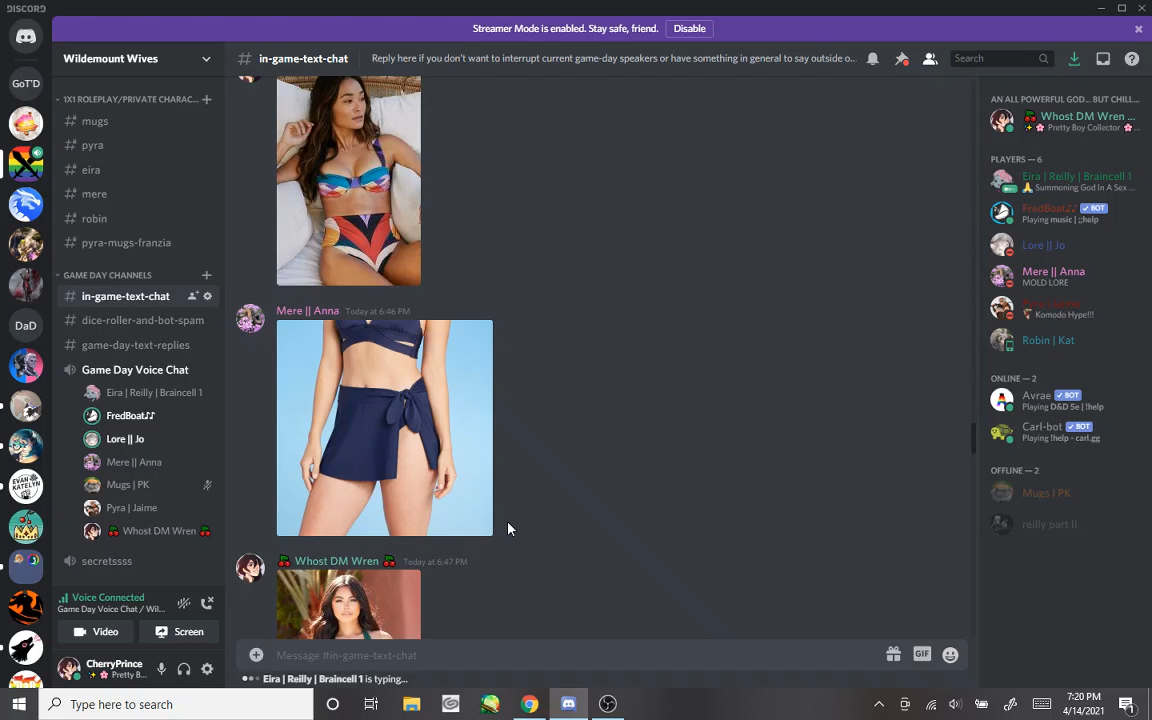 DISCORD
Streamer Mode is enabled. Stay safe, friend.
Disable
Wildemount Wives
in-game-text-chat
Reply here if you don't want to interrupt current game-day speakers or have something in general to say outside o...
Search
GoT'D
DaD
EVAN KATELYN
1X1 ROLEPLAY/PRIVATE CHARAC...
mugs
pyra
eira
mere
robin
pyra-mugs-franzia
GAME DAY CHANNELS
in-game-text-chat
dice-roller-and-bot-spam
game-day-text-replies
Game Day Voice Chat
Eira | Reilly | Braincell 1
FredBoat♪♪
Lore || Jo
Mere || Anna
Mugs | PK
Pyra | Jaime
🍒 Whost DM Wren 🍒
secretssss
Voice Connected
Game Day Voice Chat / Wil...
Video
Screen
CherryPrince
✨🌸 Pretty B...
Mere || Anna Today at 6:46 PM
🍒 Whost DM Wren 🍒 Today at 6:47 PM
Message #in-game-text-chat
GIF
Eira | Reilly | Braincell 1 is typing...
AN ALL POWERFUL GOD... BUT CHILL...
🍒 Whost DM Wren ...
✨🌸 Pretty Boy Collector 🌸...
PLAYERS — 6
Eira | Reilly | Braincell 1
🙏 Summoning God In A Sex ...
FredBoat♪♪ ✓ BOT
Playing music | ;;help
Lore || Jo
Mere || Anna
MOLD LORE
Pyra | Jaime
Komodo Hype!!!
Robin | Kat
ONLINE — 2
Avrae ✓ BOT
Playing D&D 5e | !help
Carl-bot ✓ BOT
Playing !help - carl.gg
OFFLINE — 2
Mugs | PK
reilly part II
Type here to search
7:20 PM
4/14/2021
1